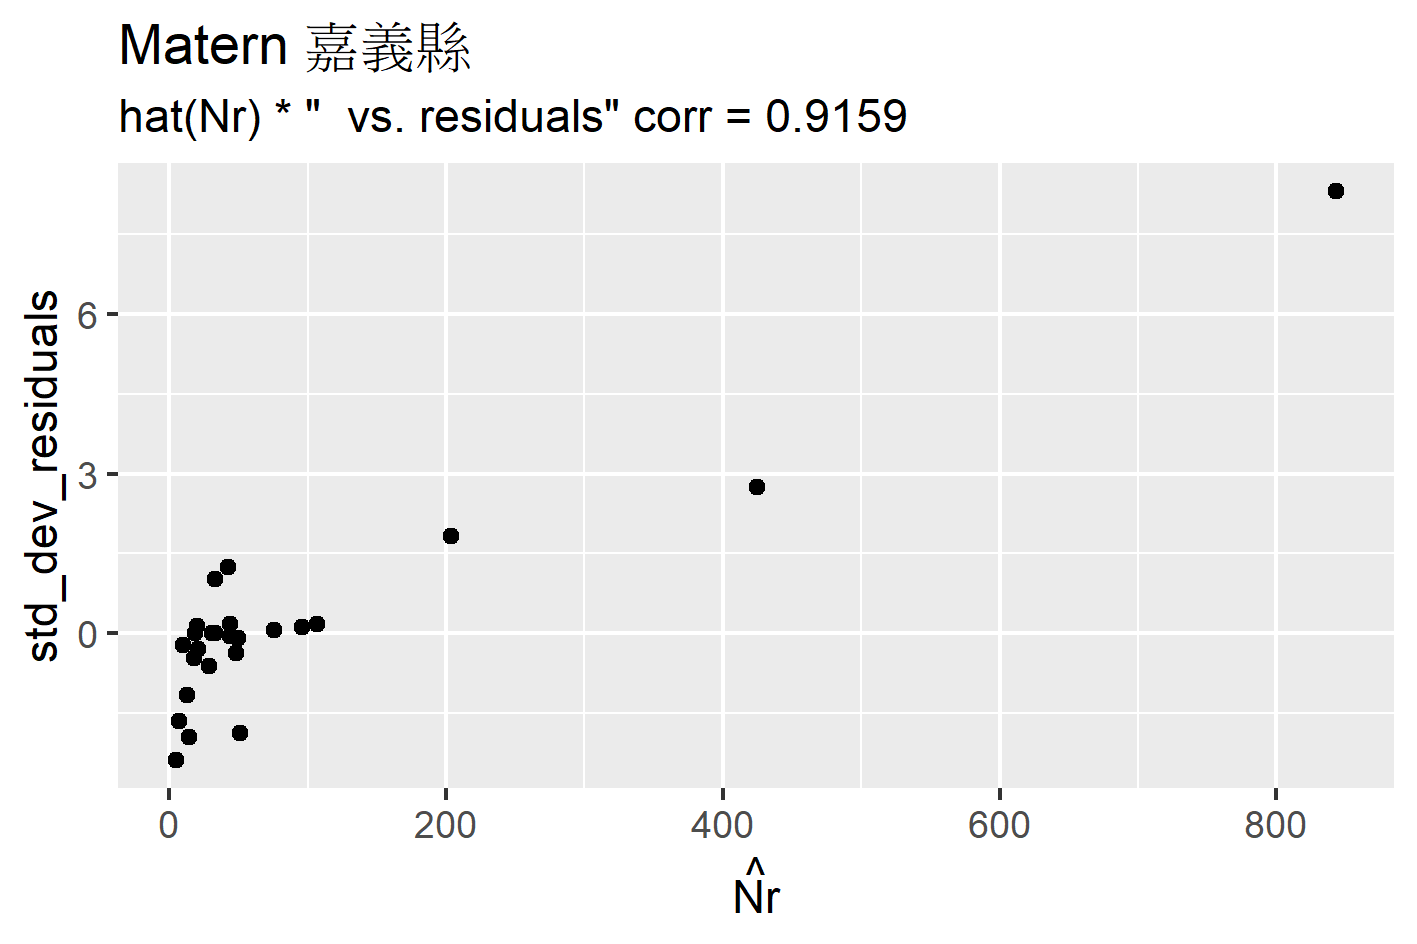 Matern 嘉義縣
hat(Nr) * "  vs. residuals" corr = 0.9159
std_dev_residuals
6
3
0
0 200 400 600 800
N̂r